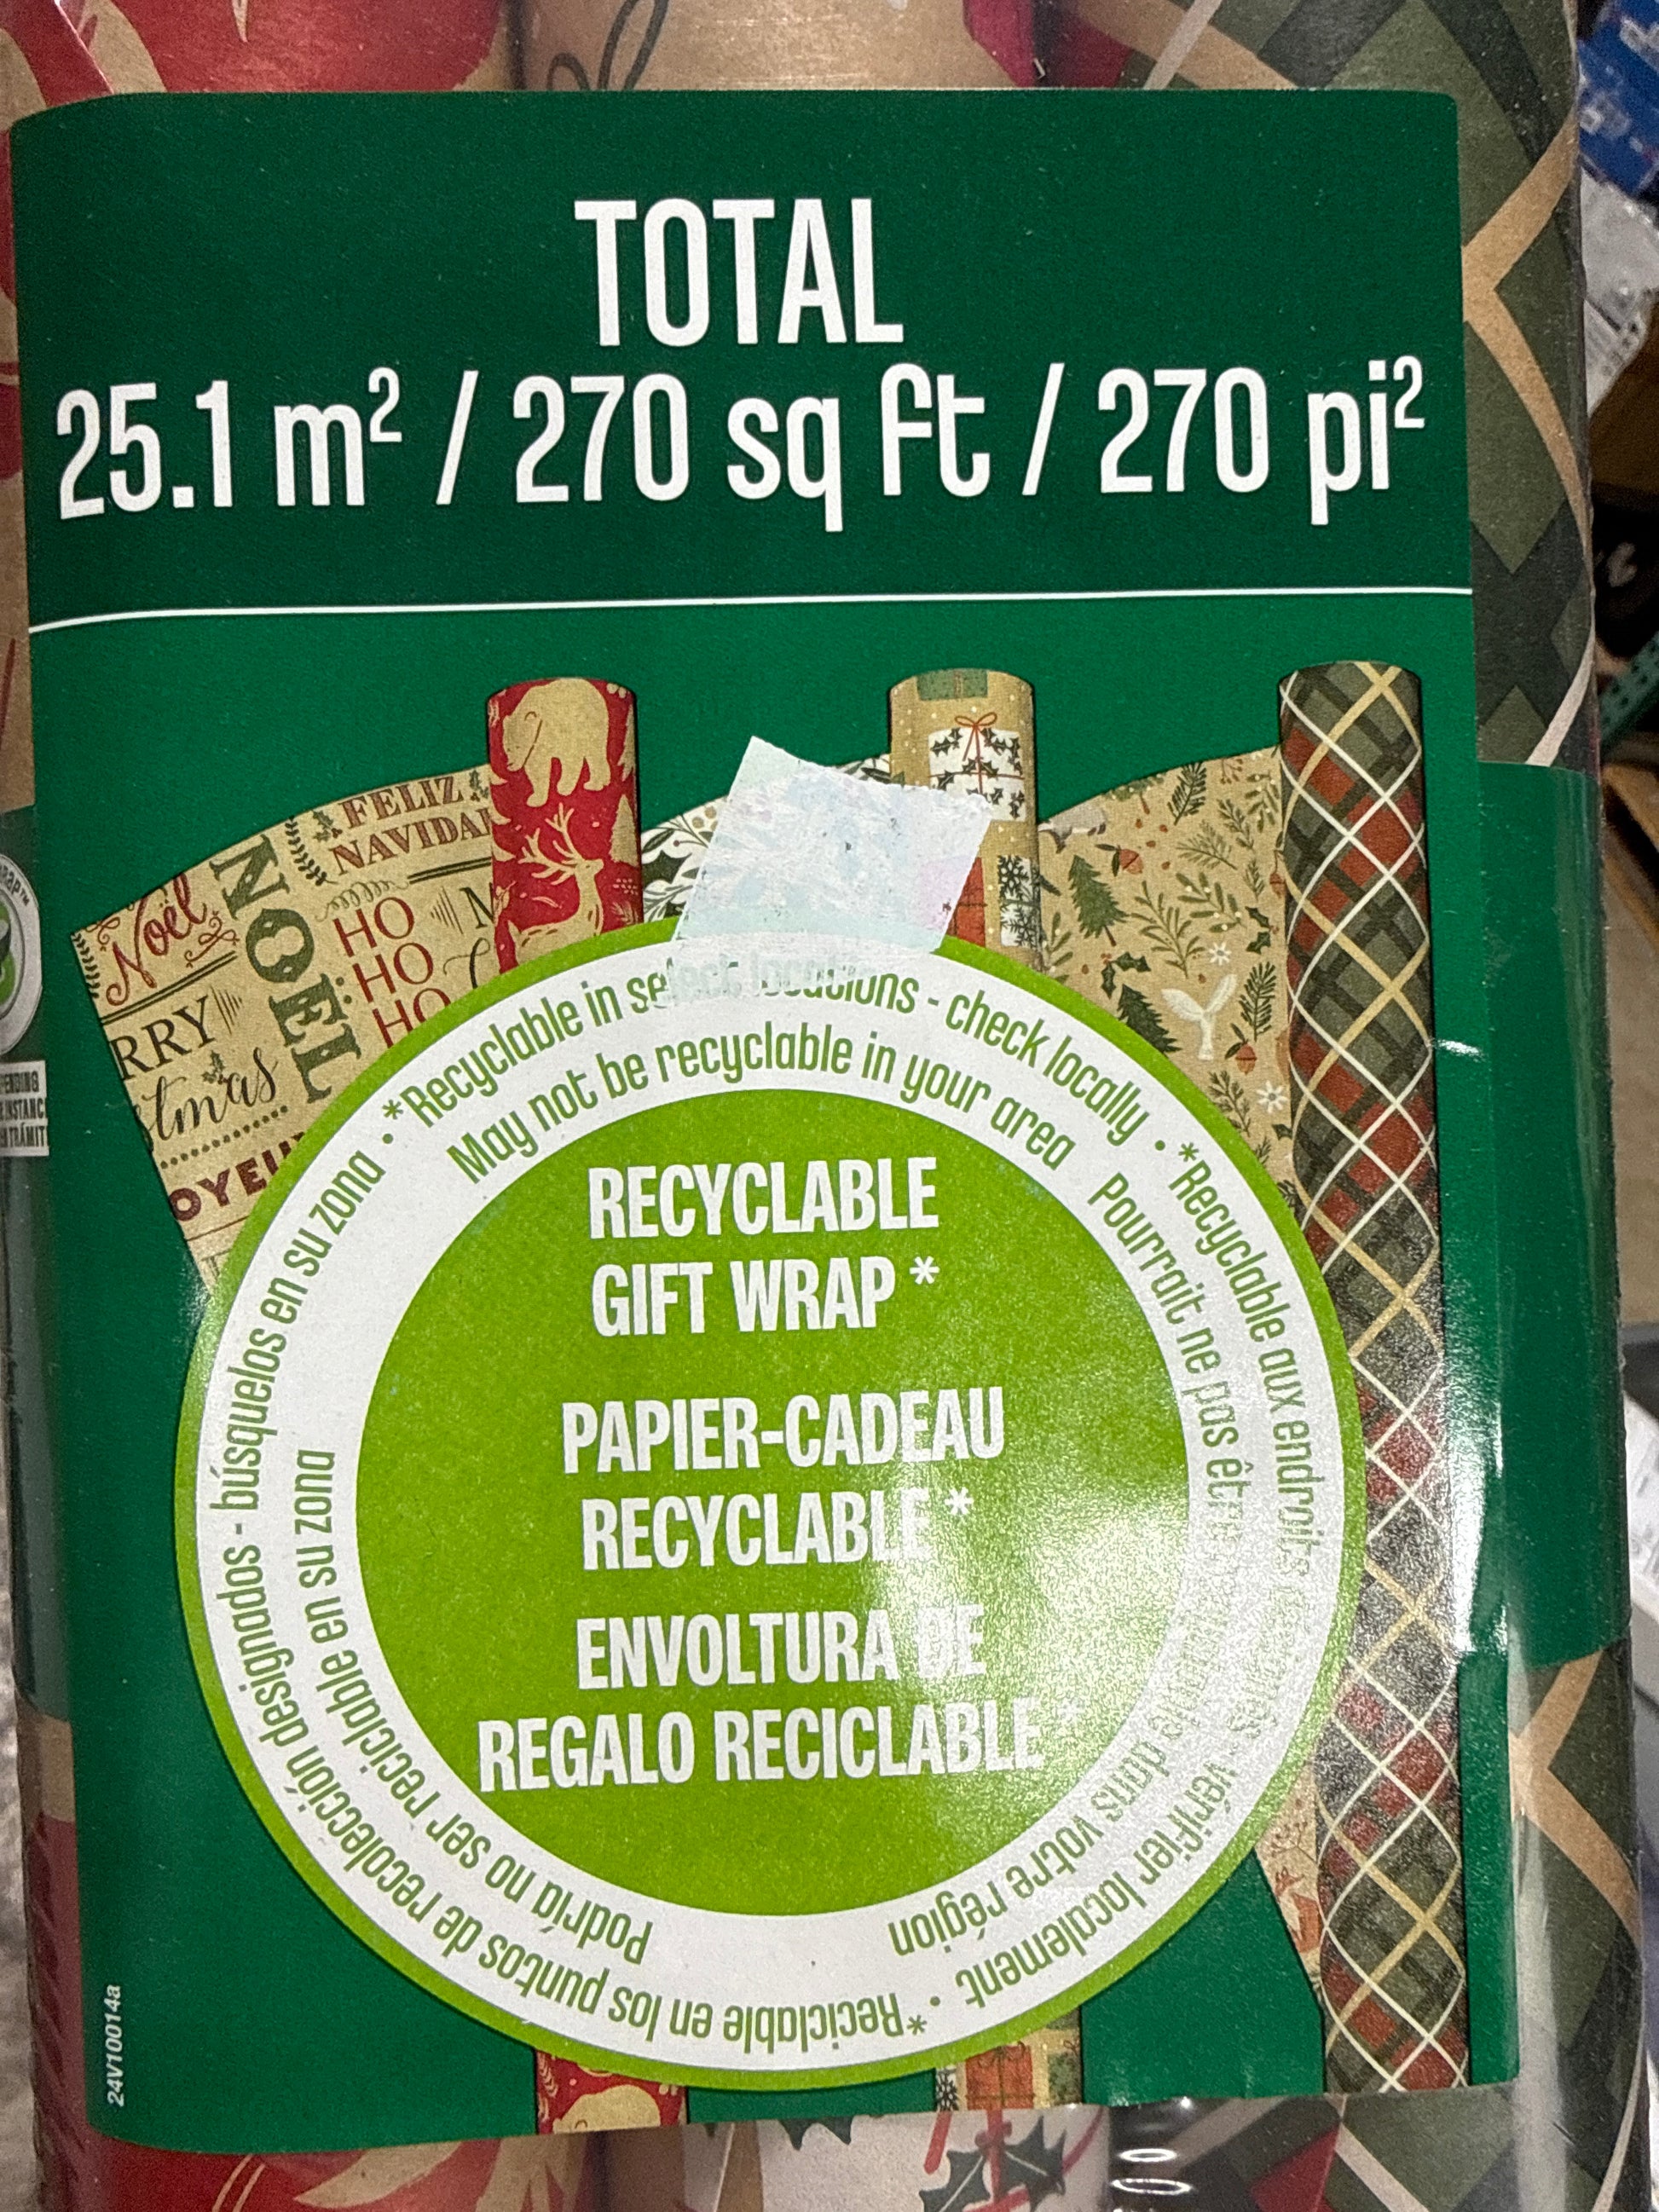 TOTAL
25.1 m² / 270 sq ft / 270 pi²
FELIZ
NAVIDA
Noël
NOEL
HO
HO
HO
RRY
stmas
OYEU
*Recyclable in select locations - check locally •
May not be recyclable in your area
*Recyclable aux endroits
vérifier localement •
Pourrait ne pas être
dans votre région
*Reciclable en los puntos de recolección designados - búsquelos en su zona •
Podría no ser reciclable en su zona
RECYCLABLE
GIFT WRAP*
PAPIER-CADEAU
RECYCLABLE*
ENVOLTURA DE
REGALO RECICLABLE*
24V10014a